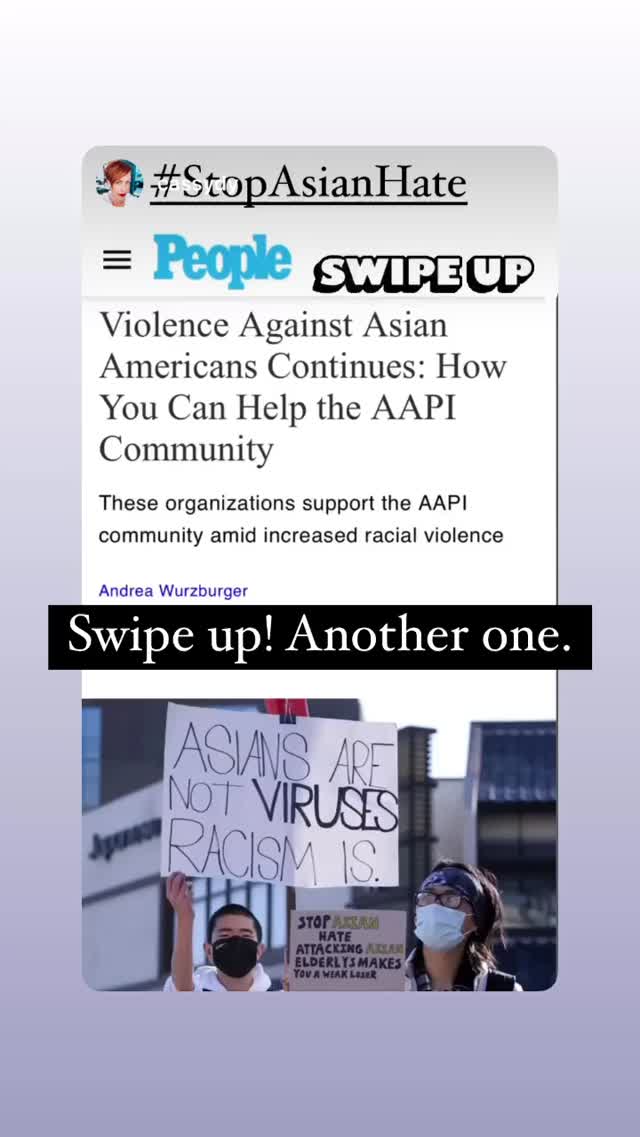 #StopAsianHate
People
SWIPE UP
Violence Against Asian
Americans Continues: How
You Can Help the AAPI
Community
These organizations support the AAPI
community amid increased racial violence
Andrea Wurzburger
Swipe up! Another one.
ASIANS ARE
NOT VIRUSES
RACISM IS.
STOP ASIAN
HATE
ATTACKING ASIAN
ELDERLYS MAKES
YOU A WEAK LOSER